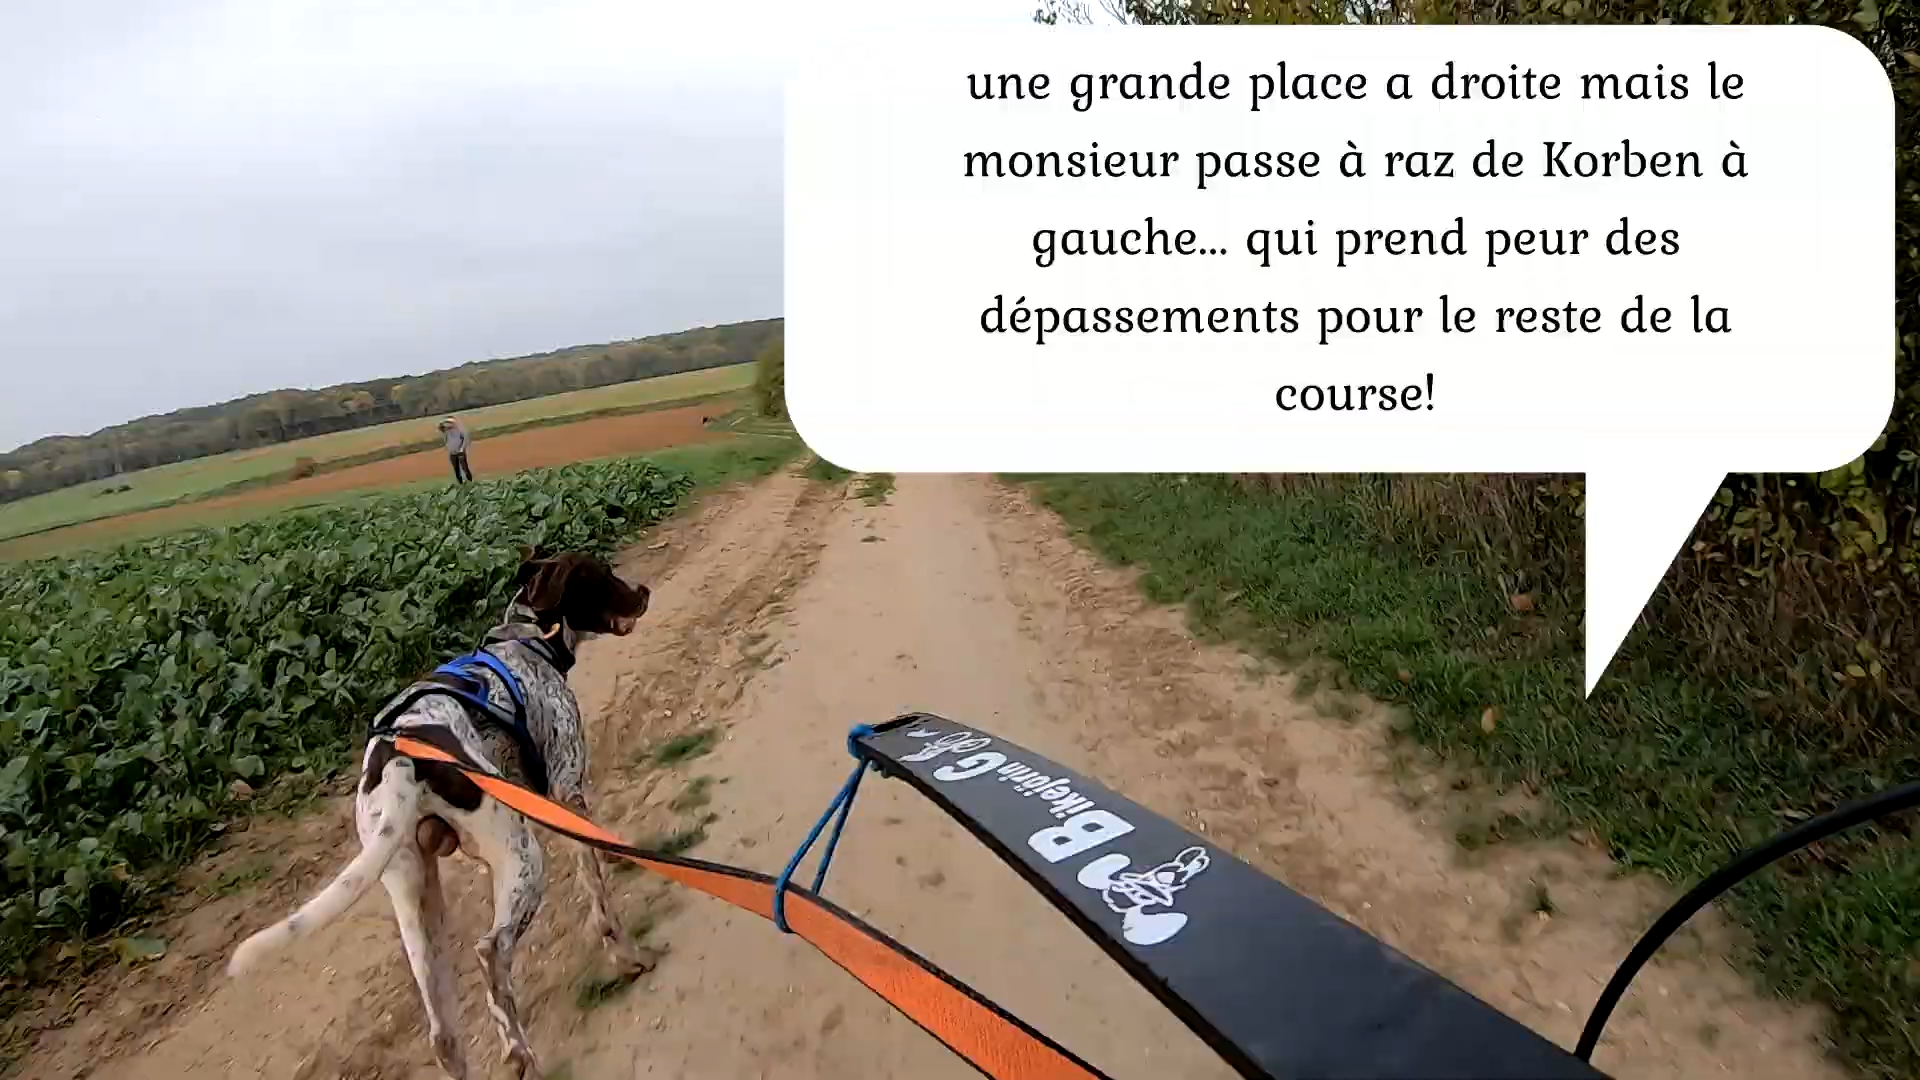 une grande place a droite mais le
monsieur passe à raz de Korben à
gauche... qui prend peur des
dépassements pour le reste de la
course!
BikejörinG